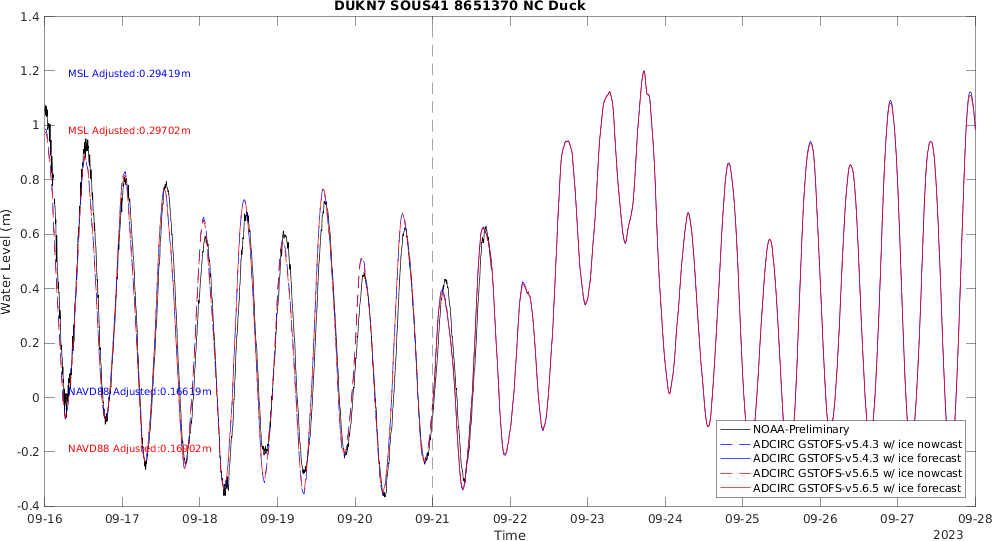 DUKN7 SOUS41 8651370 NC Duck
1.4
1.2
1
0.8
0.6
0.4
0.2
0
-0.2
-0.4
Water Level (m)
MSL Adjusted:0.29419m
MSL Adjusted:0.29702m
NAVD88 Adjusted:0.16619m
NAVD88 Adjusted:0.16902m
NOAA-Preliminary
ADCIRC GSTOFS-v5.4.3 w/ ice nowcast
ADCIRC GSTOFS-v5.4.3 w/ ice forecast
ADCIRC GSTOFS-v5.6.5 w/ ice nowcast
ADCIRC GSTOFS-v5.6.5 w/ ice forecast
09-16 09-17 09-18 09-19 09-20 09-21 09-22 09-23 09-24 09-25 09-26 09-27 09-28
Time
2023